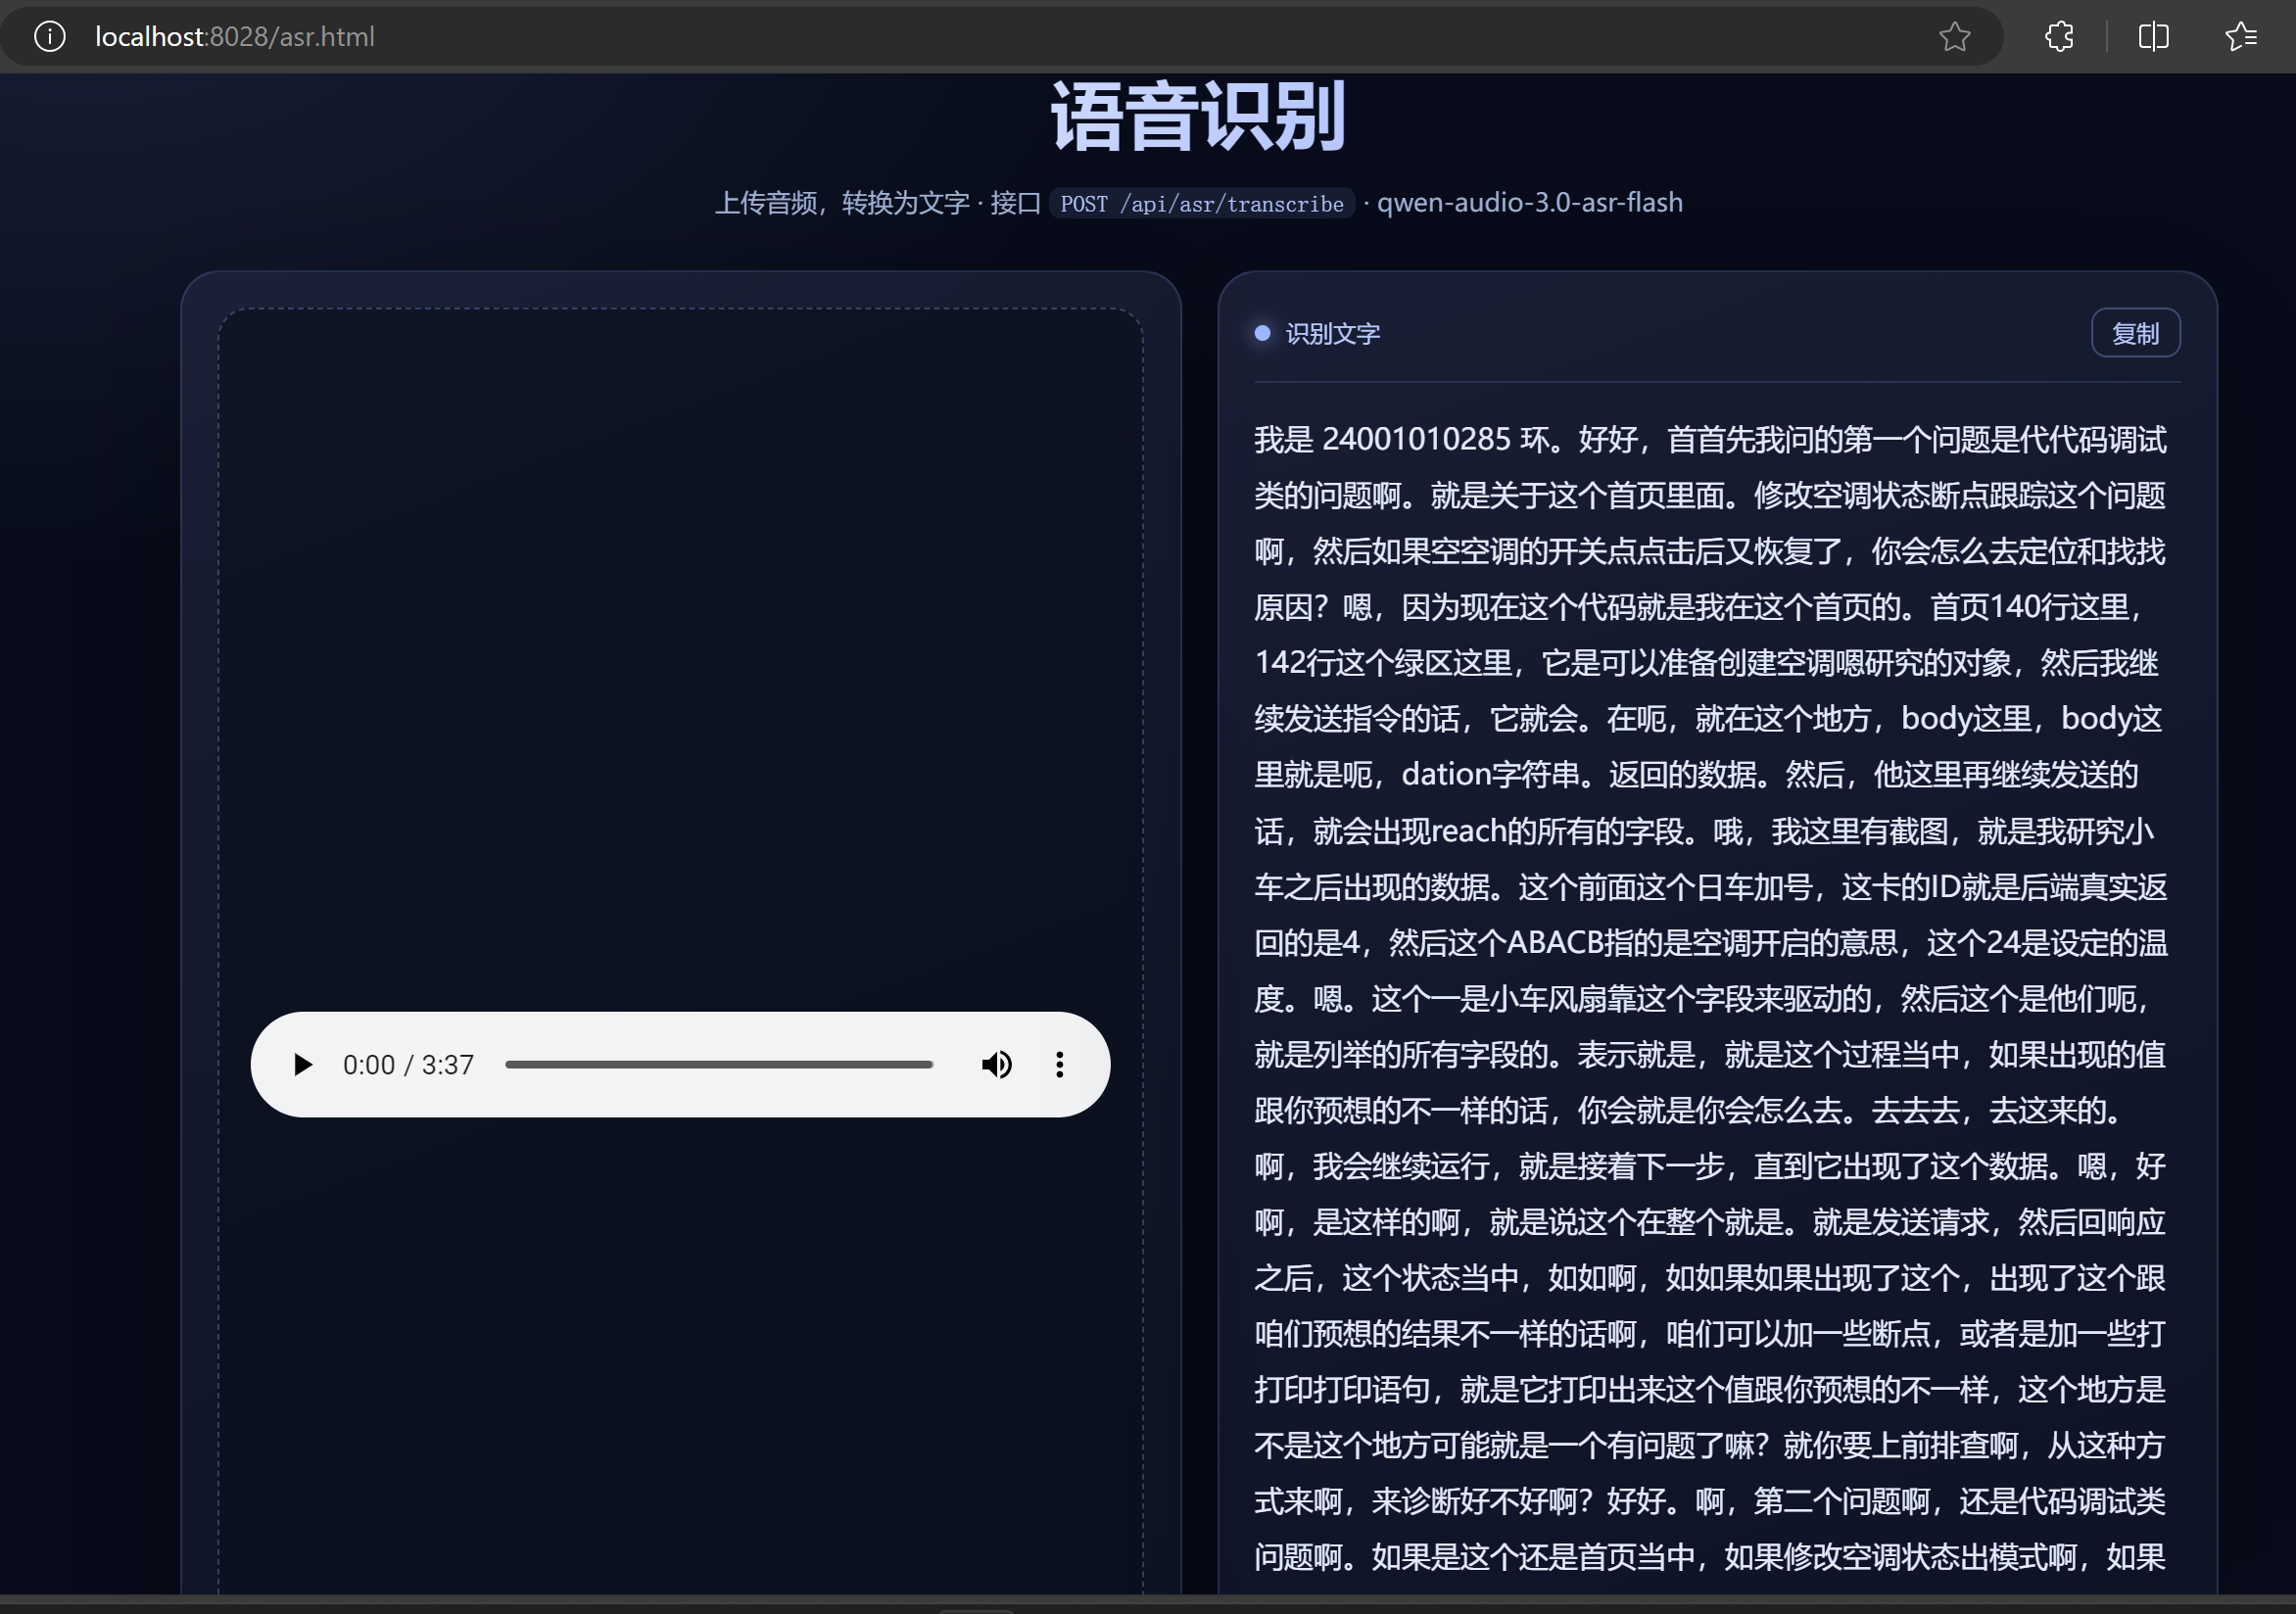 localhost:8028/asr.html
语音识别
上传音频，转换为文字 · 接口 POST /api/asr/transcribe · qwen-audio-3.0-asr-flash
0:00 / 3:37
识别文字
复制
我是 24001010285 环。好好，首首先我问的第一个问题是代代码调试
类的问题啊。就是关于这个首页里面。修改空调状态断点跟踪这个问题
啊，然后如果空空调的开关点点击后又恢复了，你会怎么去定位和找找
原因？嗯，因为现在这个代码就是我在这个首页的。首页140行这里，
142行这个绿区这里，它是可以准备创建空调嗯研究的对象，然后我继
续发送指令的话，它就会。在呃，就在这个地方，body这里，body这
里就是呃，dation字符串。返回的数据。然后，他这里再继续发送的
话，就会出现reach的所有的字段。哦，我这里有截图，就是我研究小
车之后出现的数据。这个前面这个日车加号，这卡的ID就是后端真实返
回的是4，然后这个ABACB指的是空调开启的意思，这个24是设定的温
度。嗯。这个一是小车风扇靠这个字段来驱动的，然后这个是他们呃，
就是列举的所有字段的。表示就是，就是这个过程当中，如果出现的值
跟你预想的不一样的话，你会就是你会怎么去。去去去，去这来的。
啊，我会继续运行，就是接着下一步，直到它出现了这个数据。嗯，好
啊，是这样的啊，就是说这个在整个就是。就是发送请求，然后回响应
之后，这个状态当中，如如啊，如如果如果出现了这个，出现了这个跟
咱们预想的结果不一样的话啊，咱们可以加一些断点，或者是加一些打
打印打印语句，就是它打印出来这个值跟你预想的不一样，这个地方是
不是这个地方可能就是一个有问题了嘛？就你要上前排查啊，从这种方
式来啊，来诊断好不好啊？好好。啊，第二个问题啊，还是代码调试类
问题啊。如果是这个还是首页当中，如果修改空调状态出模式啊，如果